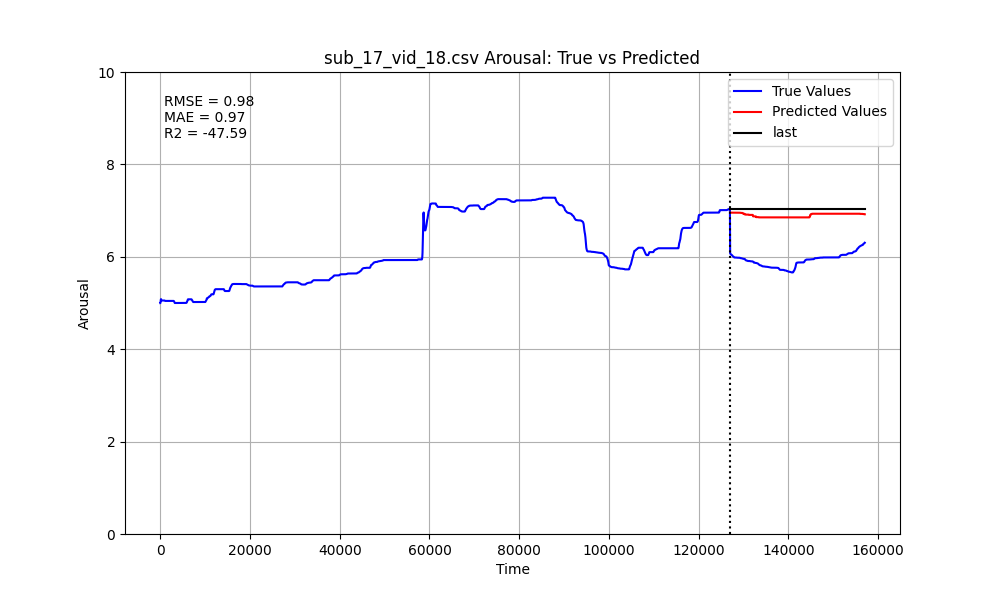 sub_17_vid_18.csv Arousal: True vs Predicted
RMSE = 0.98
MAE = 0.97
R2 = -47.59
True Values
Predicted Values
last
10
8
6
4
2
0
Arousal
0 20000 40000 60000 80000 100000 120000 140000 160000
Time